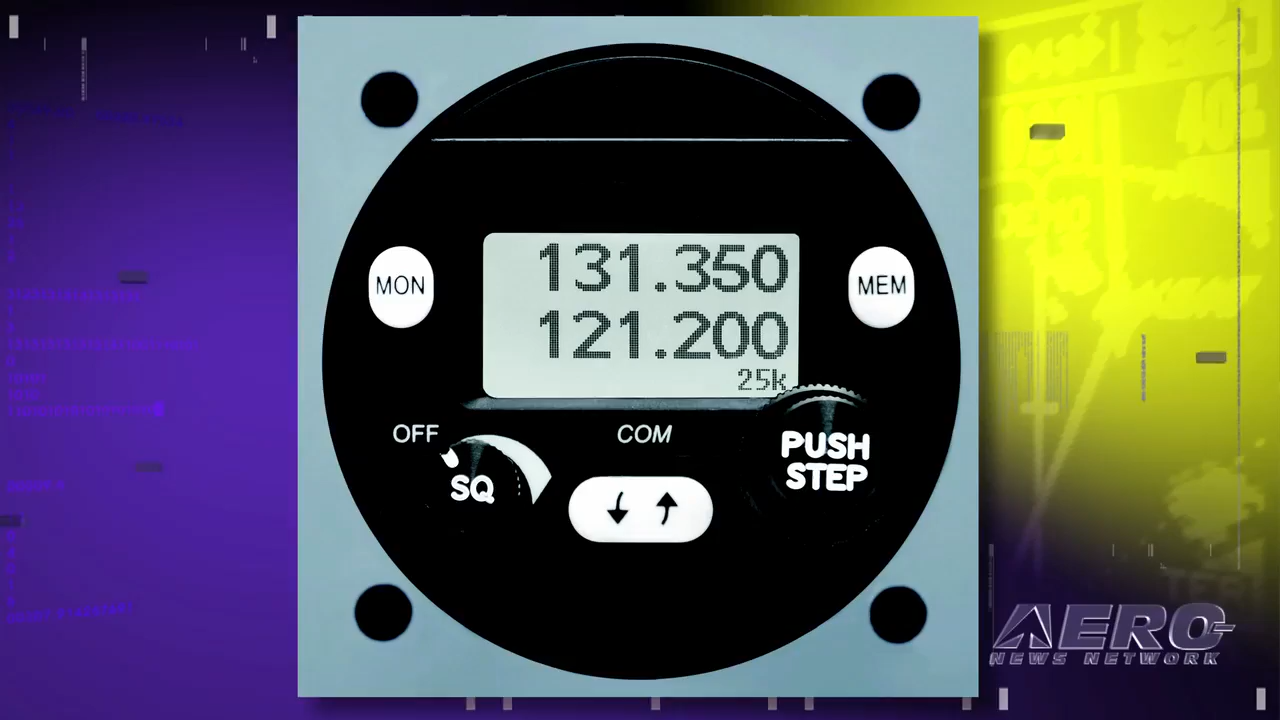 131.350
121.200
25k
MON
MEM
OFF
SQ
COM
PUSH
STEP
AERO
NEWS NETWORK